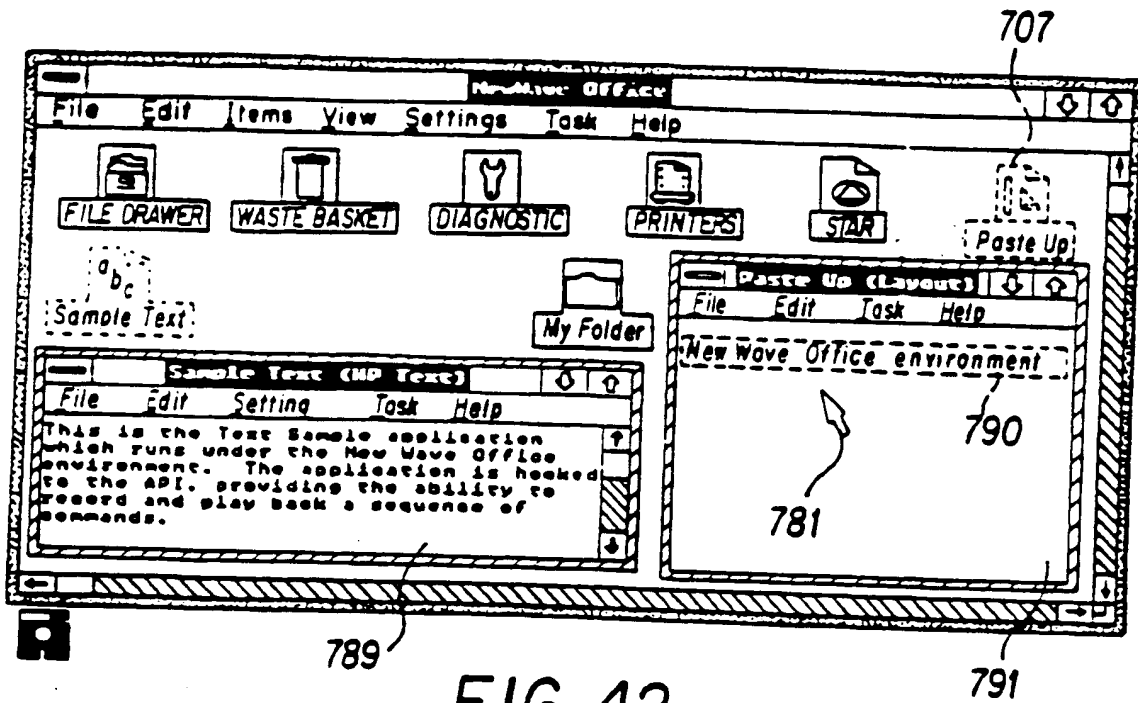 707
NewWave Office
File Edit Items View Settings Task Help
FILE DRAWER WASTE BASKET DIAGNOSTIC PRINTERS STAR Paste Up
abc
Sample Text
My Folder
Paste Up (Layout)
File Edit Task Help
New Wave Office environment
790
781
Sample Text (HP Text)
File Edit Setting Task Help
This is the Text Sample application
which runs under the New Wave Office
environment. The application is hooked
to the API, providing the ability to
record and play back a sequence of
commands.
789
791
FIG. 42